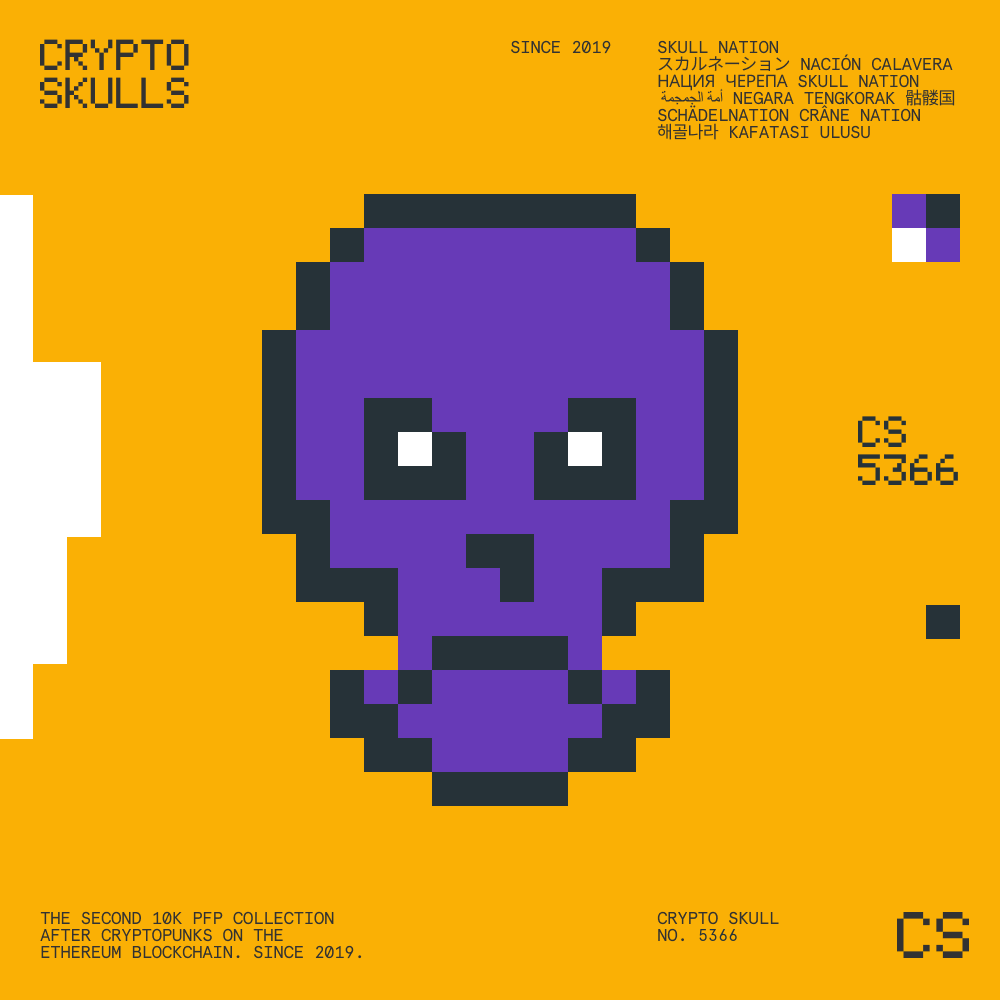 CRYPTO
SKULLS
SINCE 2019
SKULL NATION
スカルネーション NACIÓN CALAVERA
НАЦИЯ ЧЕРЕПА SKULL NATION
أمة الجمجمة NEGARA TENGKORAK 骷髅国
SCHÄDELNATION CRÂNE NATION
해골나라 KAFATASI ULUSU
CS
5366
THE SECOND 10K PFP COLLECTION
AFTER CRYPTOPUNKS ON THE
ETHEREUM BLOCKCHAIN. SINCE 2019.
CRYPTO SKULL
NO. 5366
CS